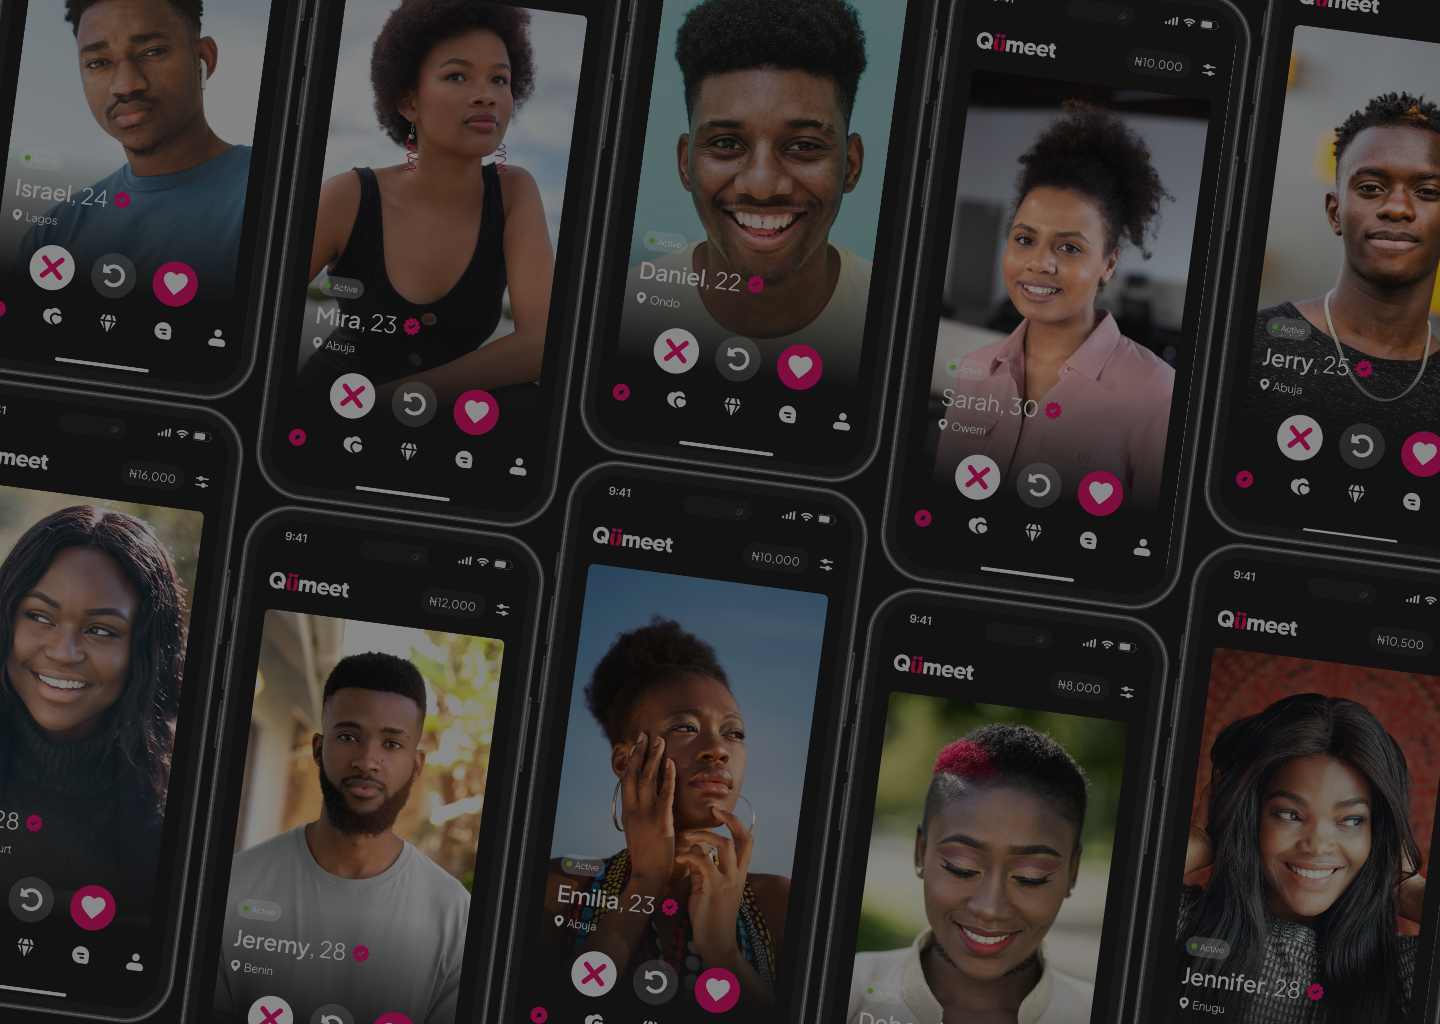 Active
Israel, 24
Lagos
Active
Mira, 23
Abuja
Active
Daniel, 22
Ondo
Qümeet
₦10,000
Active
Sarah, 30
Owerri
Qümeet
Active
Jerry, 25
Abuja
₦16,000
28
9:41
Qümeet
₦12,000
Active
Jeremy, 28
Benin
9:41
Qümeet
₦10,000
Active
Emilia, 23
Abuja
9:41
Qümeet
₦8,000
9:41
Qümeet
₦10,500
Active
Jennifer, 28
Enugu